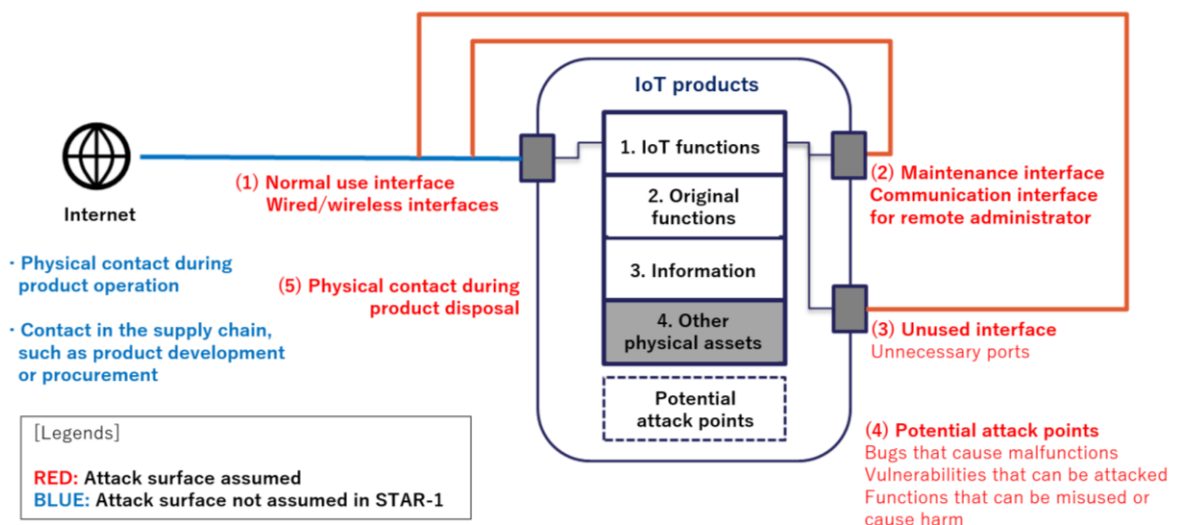 IoT products
1. IoT functions
2. Original
functions
3. Information
4. Other
physical assets
Potential
attack points
Internet
(1) Normal use interface
Wired/wireless interfaces
(2) Maintenance interface
Communication interface
for remote administrator
(3) Unused interface
Unnecessary ports
(4) Potential attack points
Bugs that cause malfunctions
Vulnerabilities that can be attacked
Functions that can be misused or
cause harm
(5) Physical contact during
product disposal
・Physical contact during
product operation
・Contact in the supply chain,
such as product development
or procurement
[Legends]
RED: Attack surface assumed
BLUE: Attack surface not assumed in STAR-1